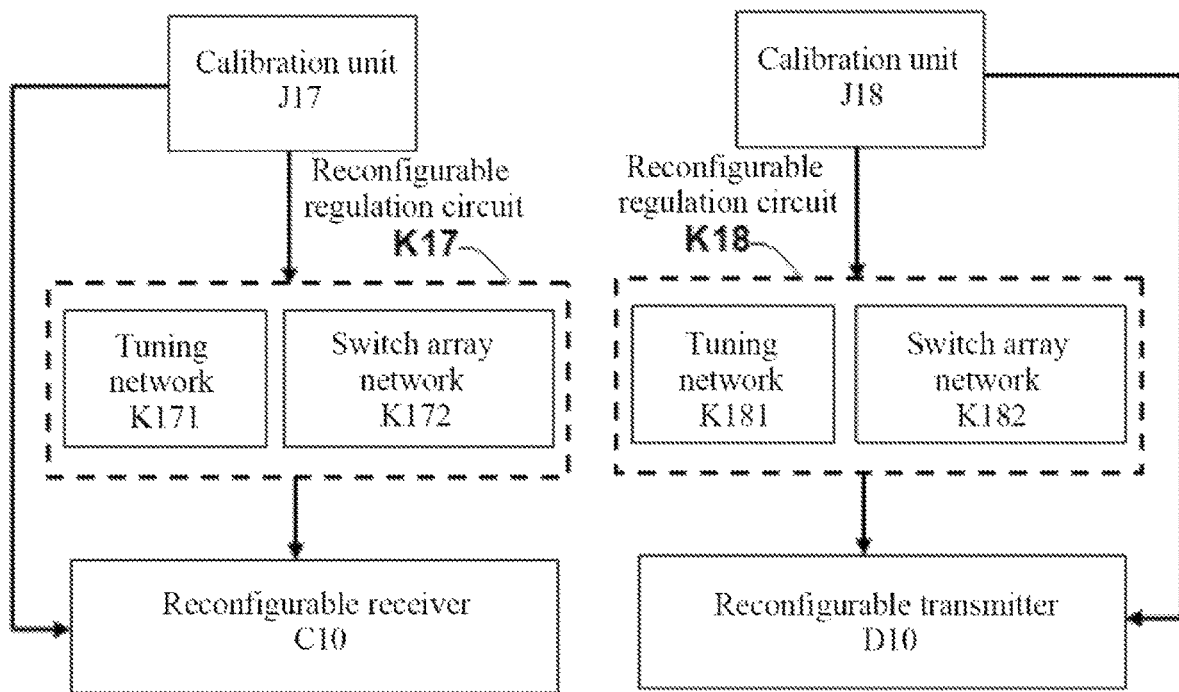 Calibration unit
J17
Calibration unit
J18
Reconfigurable
regulation circuit
K17
Reconfigurable
regulation circuit
K18
Tuning
network
K171
Switch array
network
K172
Tuning
network
K181
Switch array
network
K182
Reconfigurable receiver
C10
Reconfigurable transmitter
D10